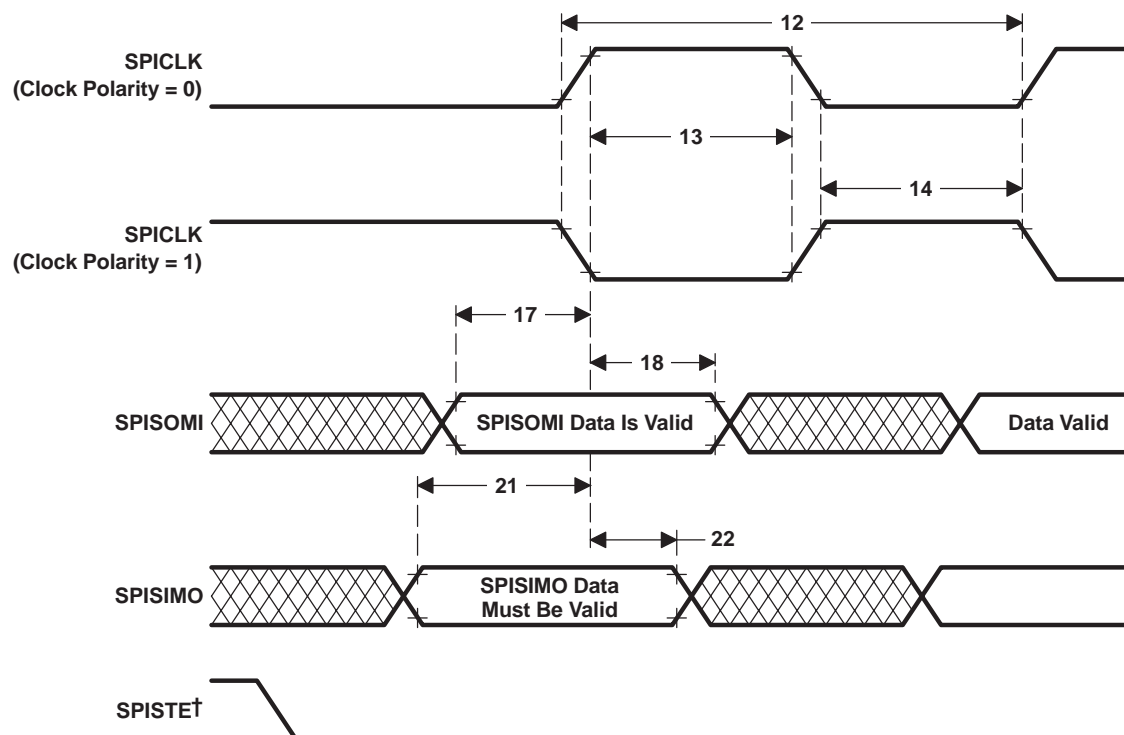 12
SPICLK
(Clock Polarity = 0)
13
14
SPICLK
(Clock Polarity = 1)
17
18
SPISOMI
SPISOMI Data Is Valid
Data Valid
21
22
SPISIMO
SPISIMO Data
Must Be Valid
SPISTE†